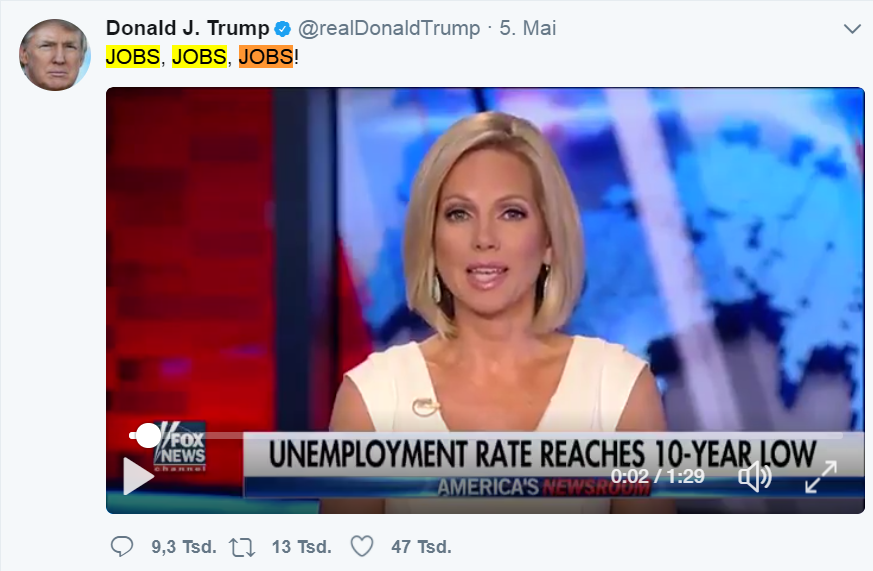 Donald J. Trump @realDonaldTrump · 5. Mai
JOBS, JOBS, JOBS!
FOX
NEWS
channel
UNEMPLOYMENT RATE REACHES 10-YEAR LOW
AMERICA'S NEWSROOM
0:02 / 1:29
9,3 Tsd. 13 Tsd. 47 Tsd.